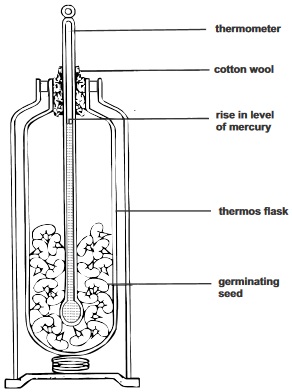 thermometer
cotton wool
rise in level
of mercury
thermos flask
germinating
seed